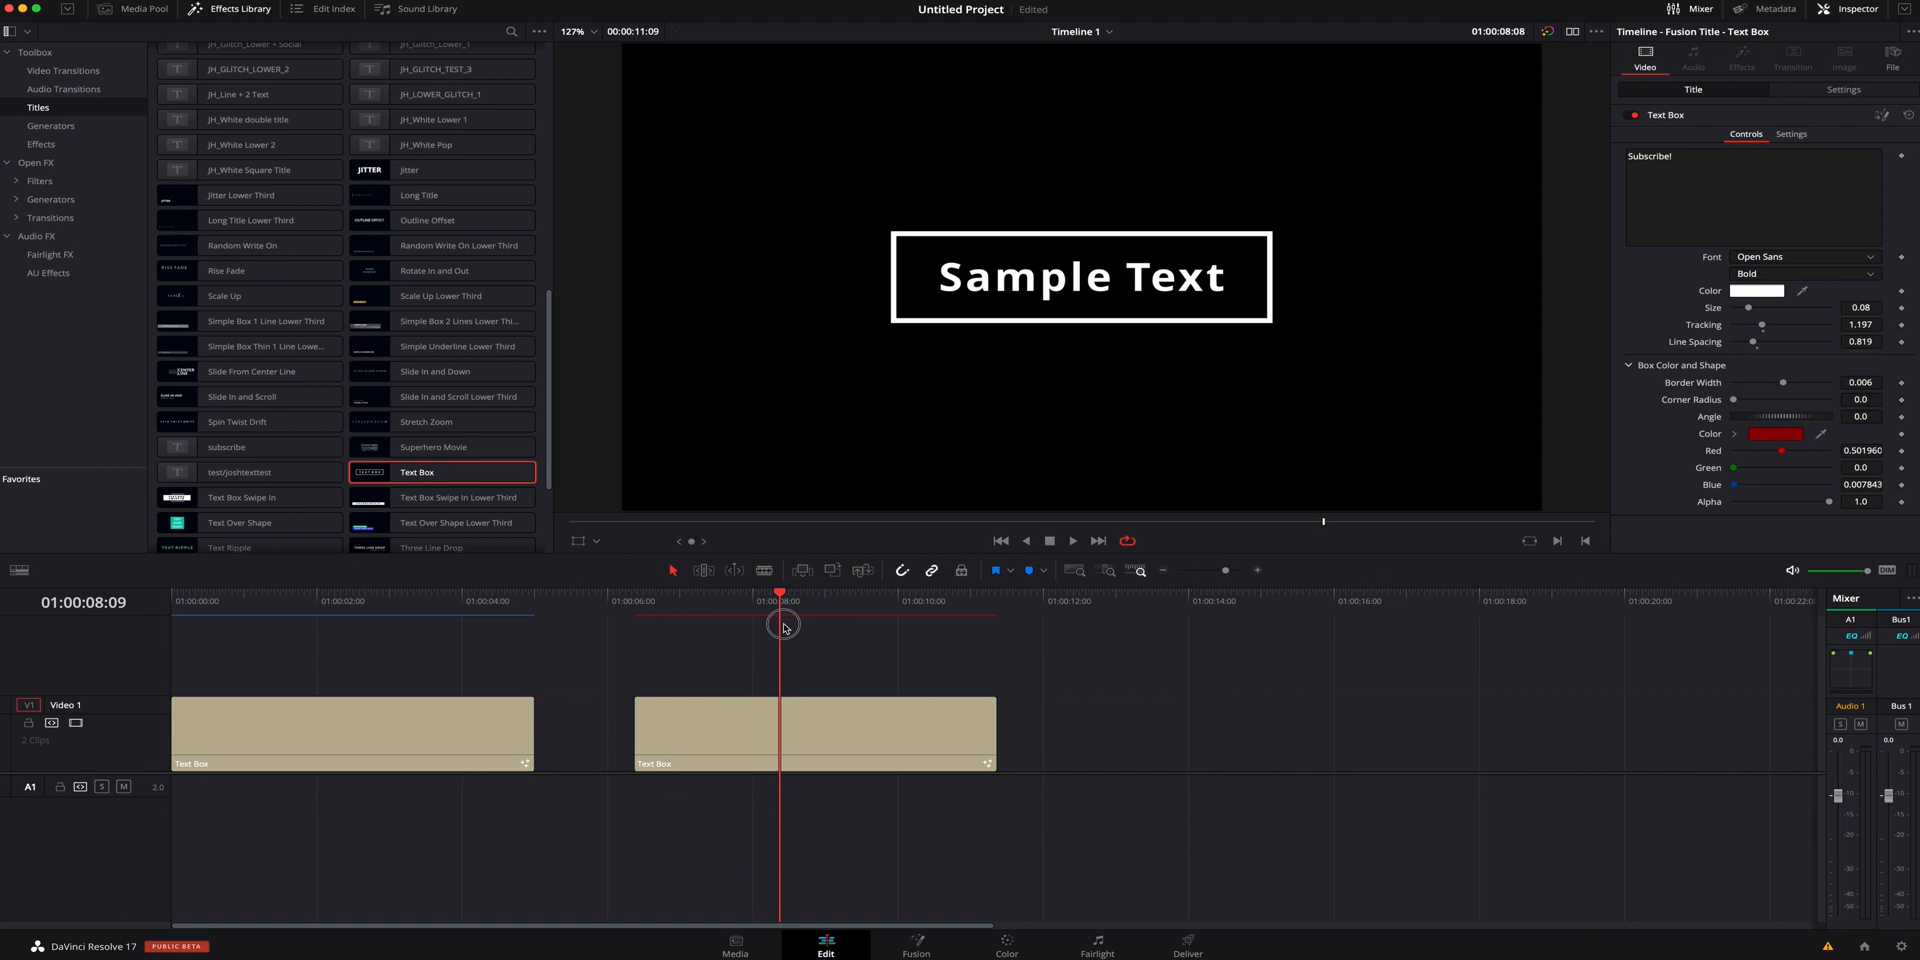 Media Pool
Effects Library
Edit Index
Sound Library
Untitled Project
Edited
Mixer
Metadata
Inspector
127%
00:00:11:09
Timeline 1
01:00:08:08
Timeline - Fusion Title - Text Box
Toolbox
Video Transitions
Audio Transitions
Titles
Generators
Effects
Open FX
Filters
Generators
Transitions
Audio FX
Fairlight FX
AU Effects
Favorites
JH_Glitch_Lower + Social
JH_Glitch_Lower_1
JH_GLITCH_LOWER_2
JH_GLITCH_TEST_3
JH_Line + 2 Text
JH_LOWER_GLITCH_1
JH_White double title
JH_White Lower 1
JH_White Lower 2
JH_White Pop
JH_White Square Title
JITTER
Jitter
Jitter Lower Third
Long Title
Long Title Lower Third
OUTLINE OFFSET
Outline Offset
Random Write On
Random Write On Lower Third
RISE FADE
Rise Fade
Rotate In and Out
Scale Up
Scale Up Lower Third
Simple Box 1 Line Lower Third
Simple Box 2 Lines Lower Thi...
Simple Box Thin 1 Line Lowe...
Simple Underline Lower Third
Slide From Center Line
Slide In and Down
Slide In and Scroll
Slide In and Scroll Lower Third
Spin Twist Drift
Stretch Zoom
subscribe
Superhero Movie
test/joshtexttest
TEXT BOX
Text Box
Text Box Swipe In
Text Box Swipe In Lower Third
Text Over Shape
Text Over Shape Lower Third
TEXT RIPPLE
Text Ripple
Three Line Drop
Sample Text
Video
Audio
Effects
Transition
Image
File
Title
Settings
Text Box
Controls
Settings
Subscribe!
Font
Open Sans
Bold
Color
Size
0.08
Tracking
1.197
Line Spacing
0.819
Box Color and Shape
Border Width
0.006
Corner Radius
0.0
Angle
0.0
Color
Red
0.501960
Green
0.0
Blue
0.007843
Alpha
1.0
DIM
01:00:08:09
01:00:00:00
01:00:02:00
01:00:04:00
01:00:06:00
01:00:08:00
01:00:10:00
01:00:12:00
01:00:14:00
01:00:16:00
01:00:18:00
01:00:20:00
01:00:22:00
V1
Video 1
2 Clips
Text Box
Text Box
A1
S
M
2.0
Mixer
A1
Bus1
EQ
EQ
Audio 1
Bus 1
S
M
M
0.0
0.0
0
-5
-10
-15
-20
-30
-40
-50
0
-5
-10
-15
-20
-30
-40
-50
DaVinci Resolve 17
PUBLIC BETA
Media
Edit
Fusion
Color
Fairlight
Deliver